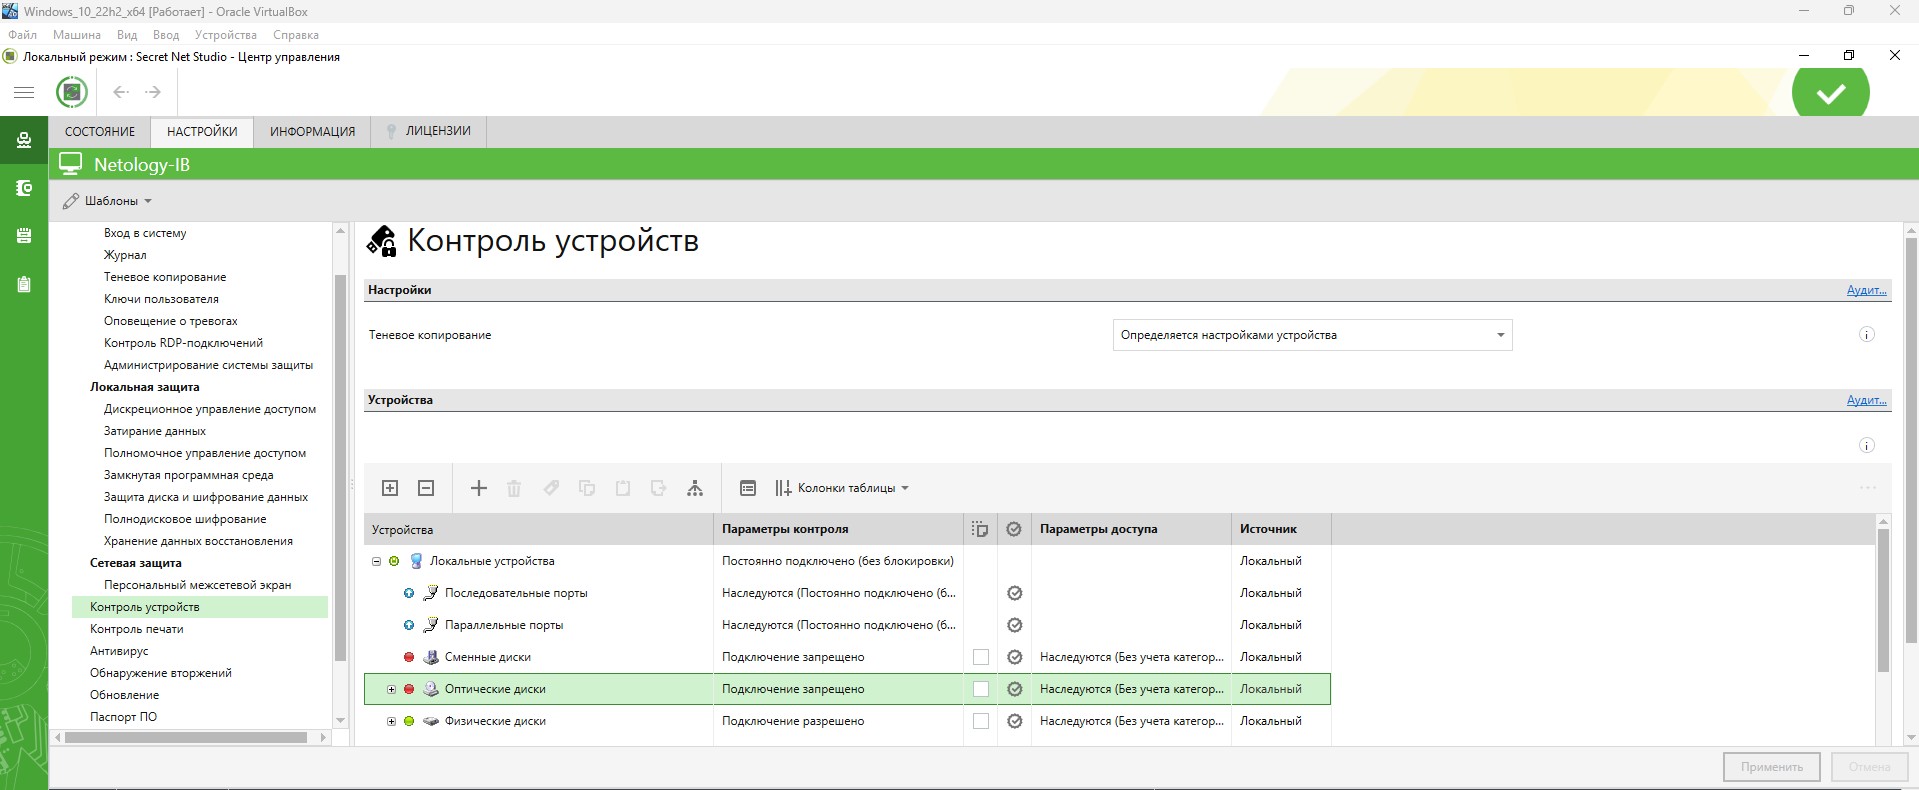 Windows_10_22h2_x64 [Работает] - Oracle VirtualBox
Файл Машина Вид Ввод Устройства Справка
Локальный режим : Secret Net Studio - Центр управления
СОСТОЯНИЕ НАСТРОЙКИ ИНФОРМАЦИЯ ЛИЦЕНЗИИ
Netology-IB
Шаблоны
Вход в систему
Журнал
Теневое копирование
Ключи пользователя
Оповещение о тревогах
Контроль RDP-подключений
Администрирование системы защиты
Локальная защита
Дискреционное управление доступом
Затирание данных
Полномочное управление доступом
Замкнутая программная среда
Защита диска и шифрование данных
Полнодисковое шифрование
Хранение данных восстановления
Сетевая защита
Персональный межсетевой экран
Контроль устройств
Контроль печати
Антивирус
Обнаружение вторжений
Обновление
Паспорт ПО
Контроль устройств
Настройки Аудит...
Теневое копирование Определяется настройками устройства
Устройства Аудит...
Колонки таблицы
Устройства Параметры контроля Параметры доступа Источник
Локальные устройства Постоянно подключено (без блокировки) Локальный
Последовательные порты Наследуются (Постоянно подключено (б... Локальный
Параллельные порты Наследуются (Постоянно подключено (б... Локальный
Сменные диски Подключение запрещено Наследуются (Без учета категор... Локальный
Оптические диски Подключение запрещено Наследуются (Без учета категор... Локальный
Физические диски Подключение разрешено Наследуются (Без учета категор... Локальный
Применить Отмена